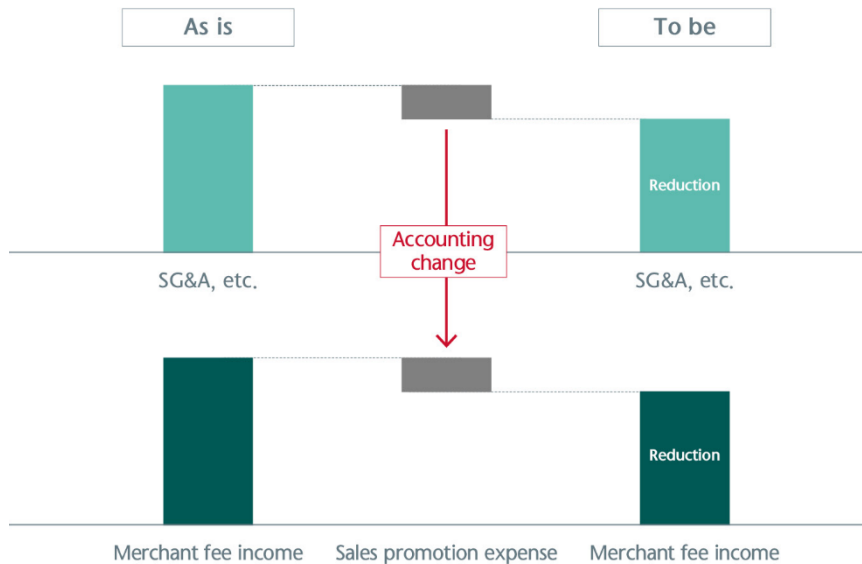 As is
To be
Reduction
Accounting
change
SG&A, etc.
SG&A, etc.
Reduction
Merchant fee income
Sales promotion expense
Merchant fee income